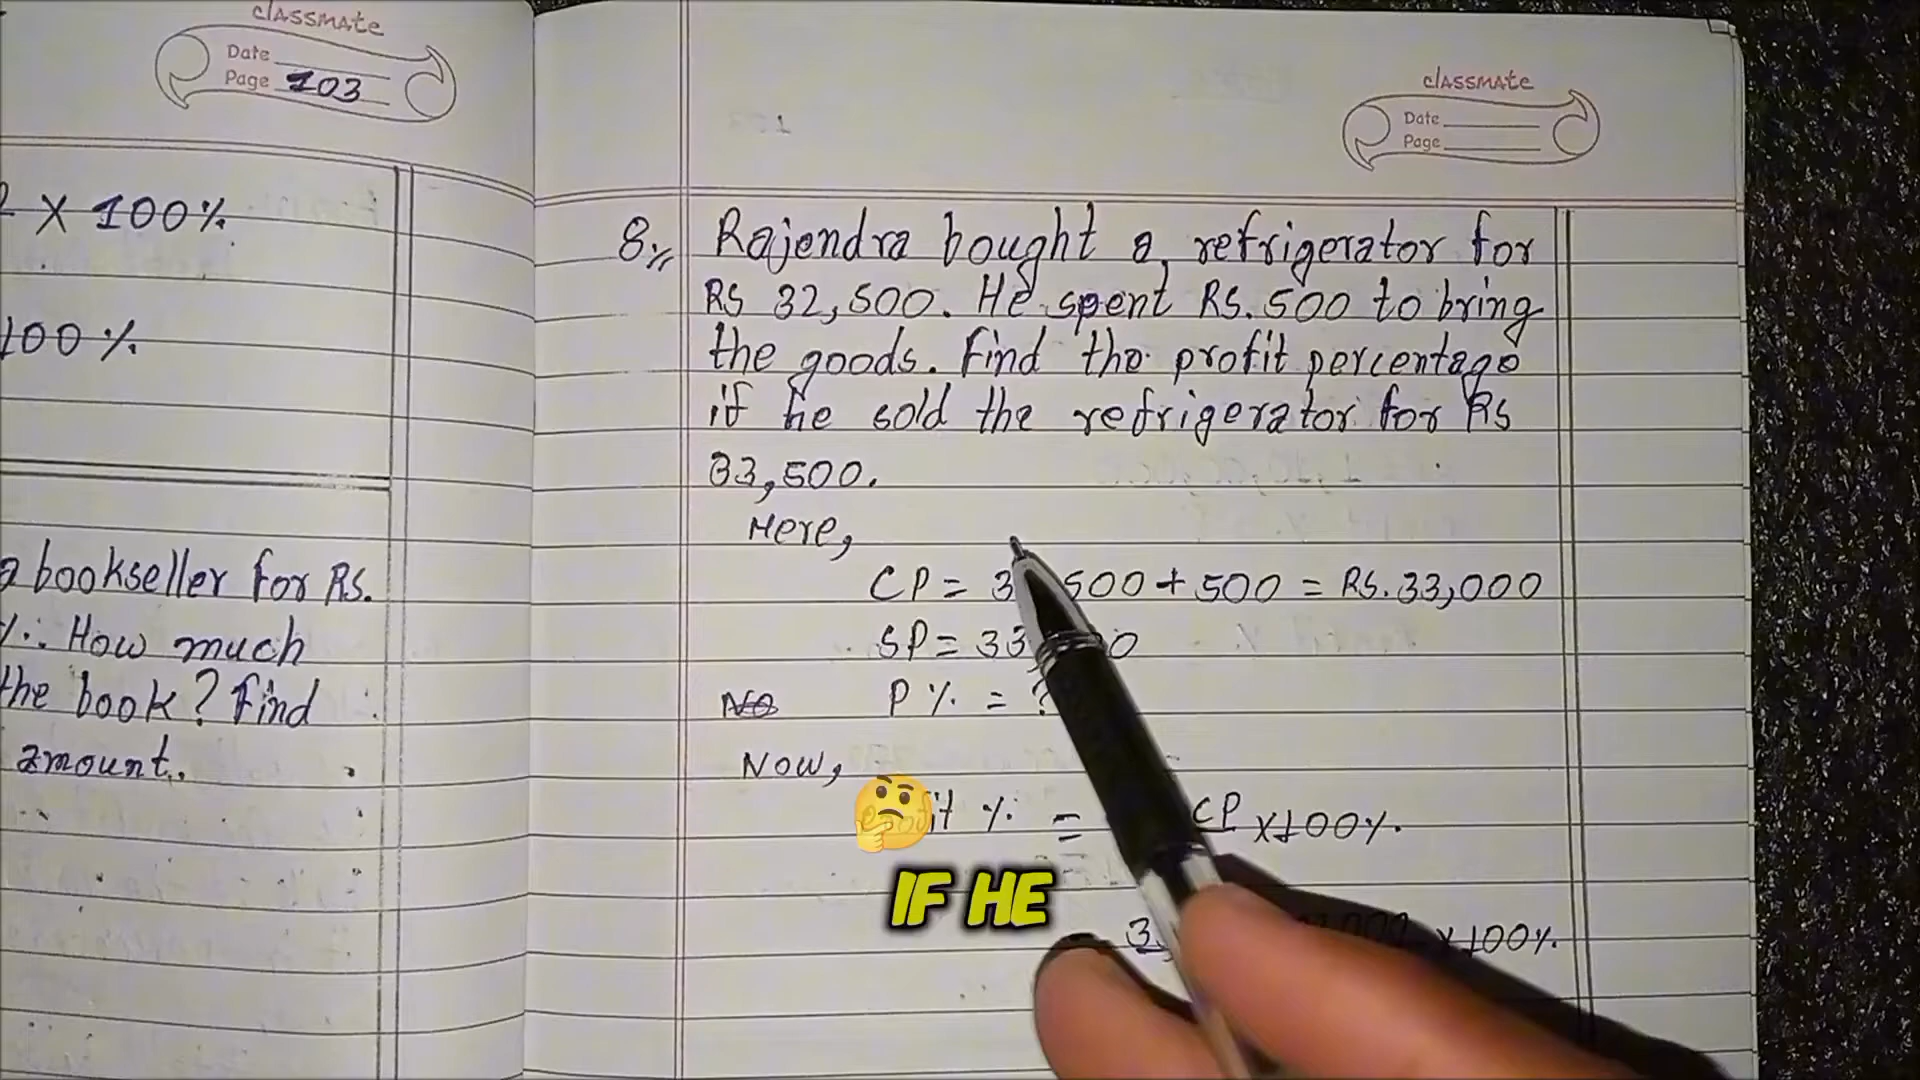 classmate
Date
Page 103
X 100%
100%
a bookseller for Rs.
%. How much
the book? Find
amount.
classmate
Date
Page
8. Rajendra bought a refrigerator for
RS 32,500. He spent RS. 500 to bring
the goods. Find the profit percentage
if he sold the refrigerator for Rs
33,500.
Here,
CP = 500 + 500 = RS. 33,000
SP = 33
P % = ?
Now,
% = CP X100%
X100%
IF HE